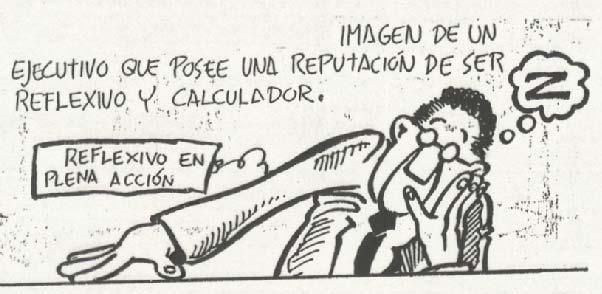 IMAGEN DE UN
EJECUTIVO QUE POSEE UNA REPUTACIÓN DE SER
REFLEXIVO Y CALCULADOR.
Z
REFLEXIVO EN
PLENA ACCIÓN